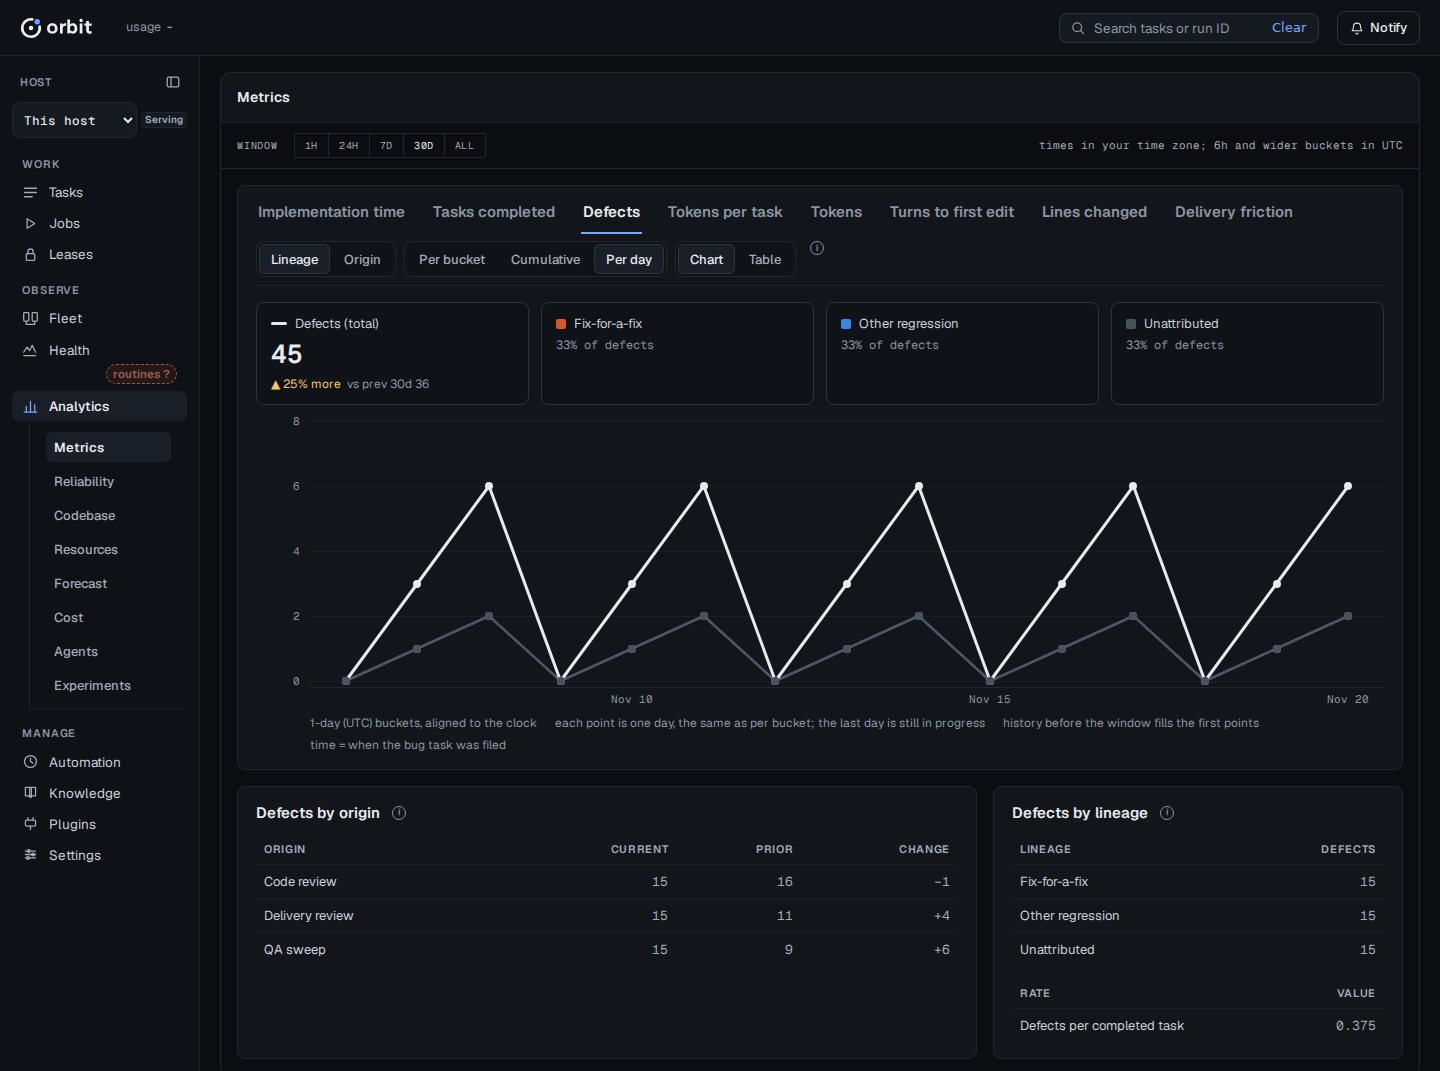 orbit
usage -
Search tasks or run ID
Clear
Notify
HOST
This host
Serving
WORK
Tasks
Jobs
Leases
OBSERVE
Fleet
Health
routines ?
Analytics
Metrics
Reliability
Codebase
Resources
Forecast
Cost
Agents
Experiments
MANAGE
Automation
Knowledge
Plugins
Settings
Metrics
WINDOW 1H 24H 7D 30D ALL
times in your time zone; 6h and wider buckets in UTC
Implementation time Tasks completed Defects Tokens per task Tokens Turns to first edit Lines changed Delivery friction
Lineage Origin Per bucket Cumulative Per day Chart Table
Defects (total)
45
▲ 25% more vs prev 30d 36
Fix-for-a-fix
33% of defects
Other regression
33% of defects
Unattributed
33% of defects
8
6
4
2
0
Nov 10 Nov 15 Nov 20
1-day (UTC) buckets, aligned to the clock each point is one day, the same as per bucket; the last day is still in progress history before the window fills the first points
time = when the bug task was filed
Defects by origin
ORIGIN CURRENT PRIOR CHANGE
Code review 15 16 −1
Delivery review 15 11 +4
QA sweep 15 9 +6
Defects by lineage
LINEAGE DEFECTS
Fix-for-a-fix 15
Other regression 15
Unattributed 15
RATE VALUE
Defects per completed task 0.375